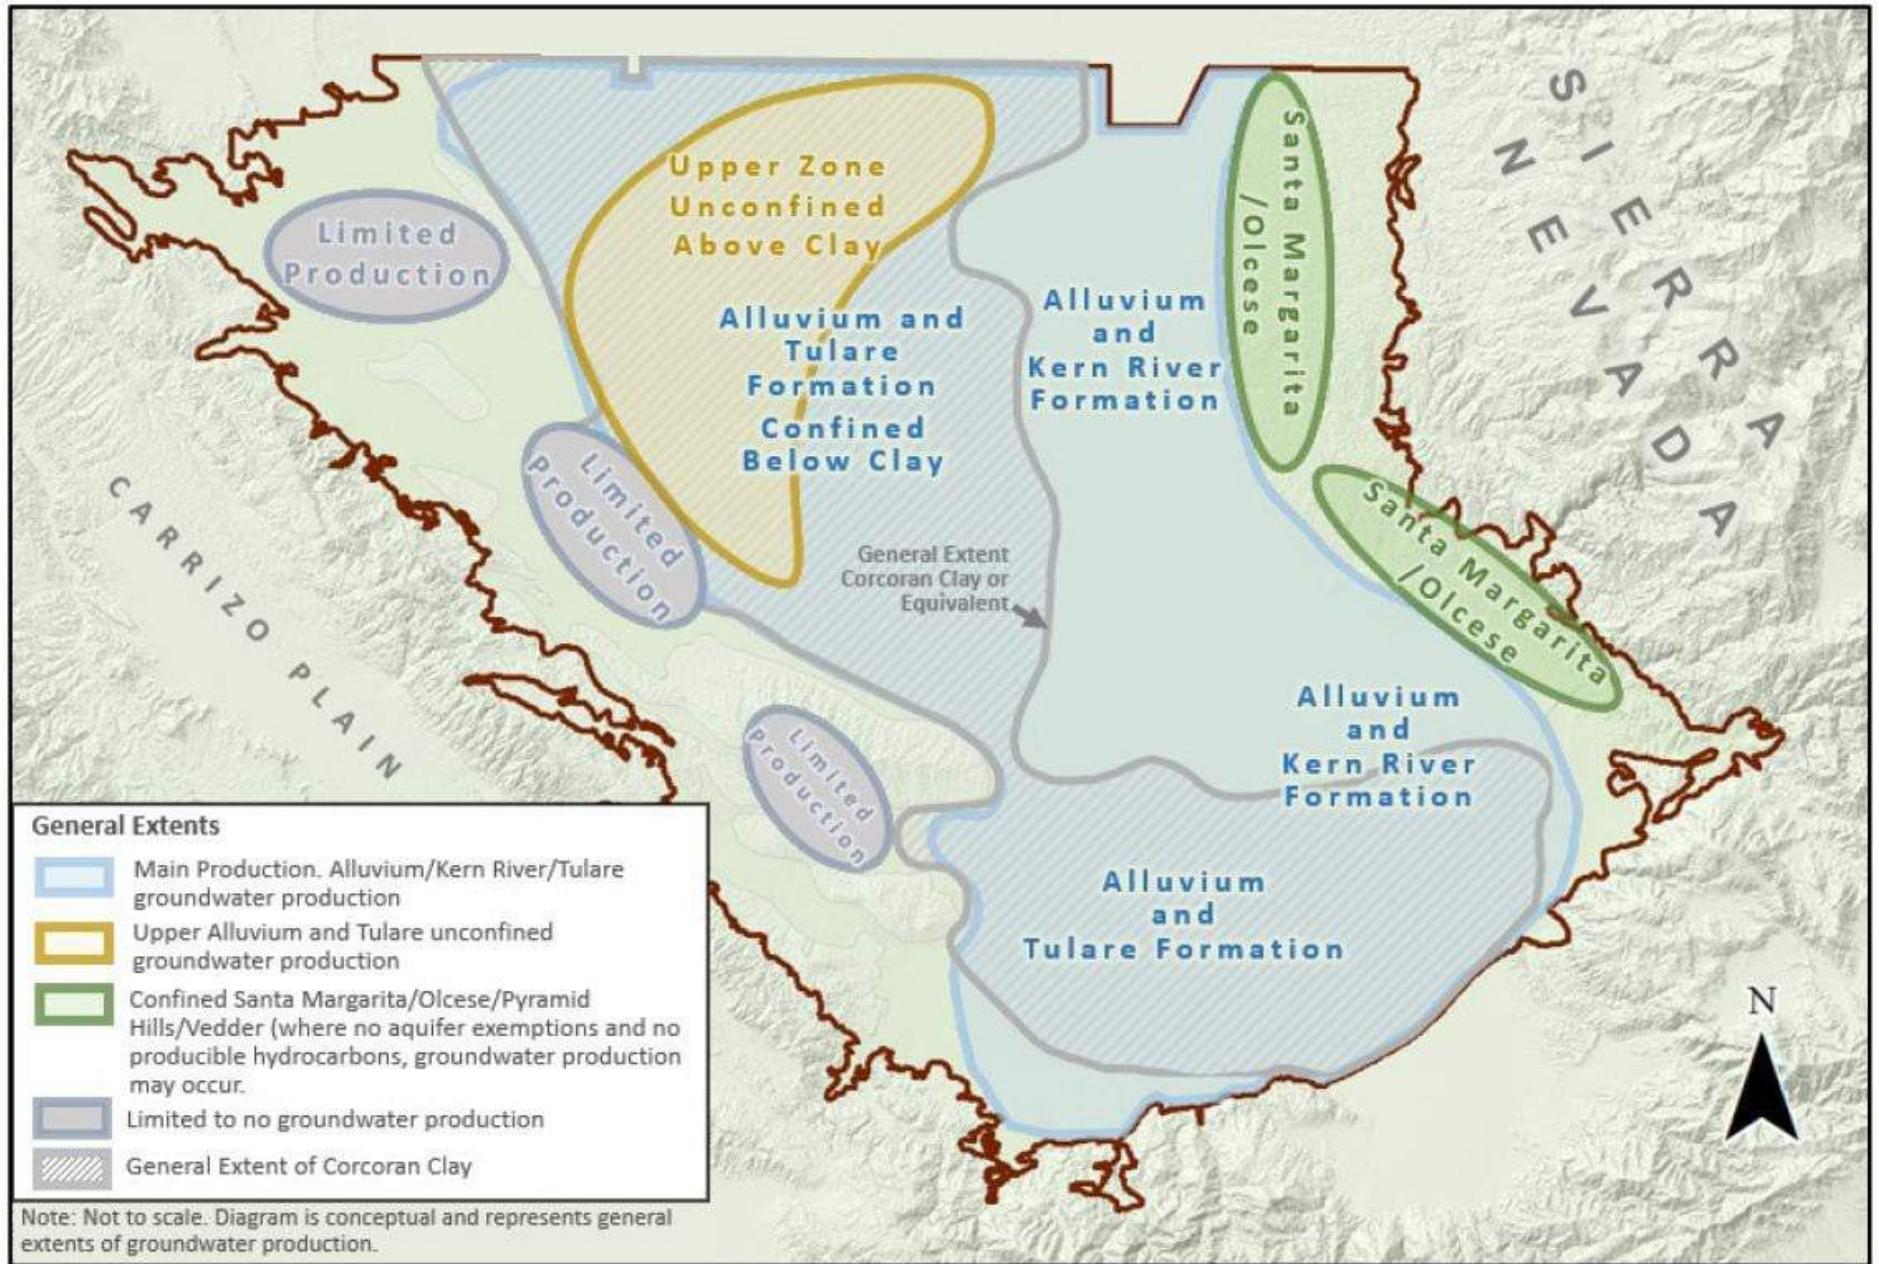 SIERRA
NEVADA
Santa Margarita
/Olcese
Upper Zone
Unconfined
Above Clay
Limited
Production
Alluvium and
Tulare
Formation
Confined
Below Clay
Alluvium
and
Kern River
Formation
Limited
Production
Santa Margarita
/Olcese
CARRIZO PLAIN
General Extent
Corcoran Clay or
Equivalent
Alluvium
and
Kern River
Formation
Limited
Production
Alluvium
and
Tulare Formation
General Extents
Main Production. Alluvium/Kern River/Tulare
groundwater production
Upper Alluvium and Tulare unconfined
groundwater production
Confined Santa Margarita/Olcese/Pyramid
Hills/Vedder (where no aquifer exemptions and no
producible hydrocarbons, groundwater production
may occur.
Limited to no groundwater production
General Extent of Corcoran Clay
N
Note: Not to scale. Diagram is conceptual and represents general
extents of groundwater production.